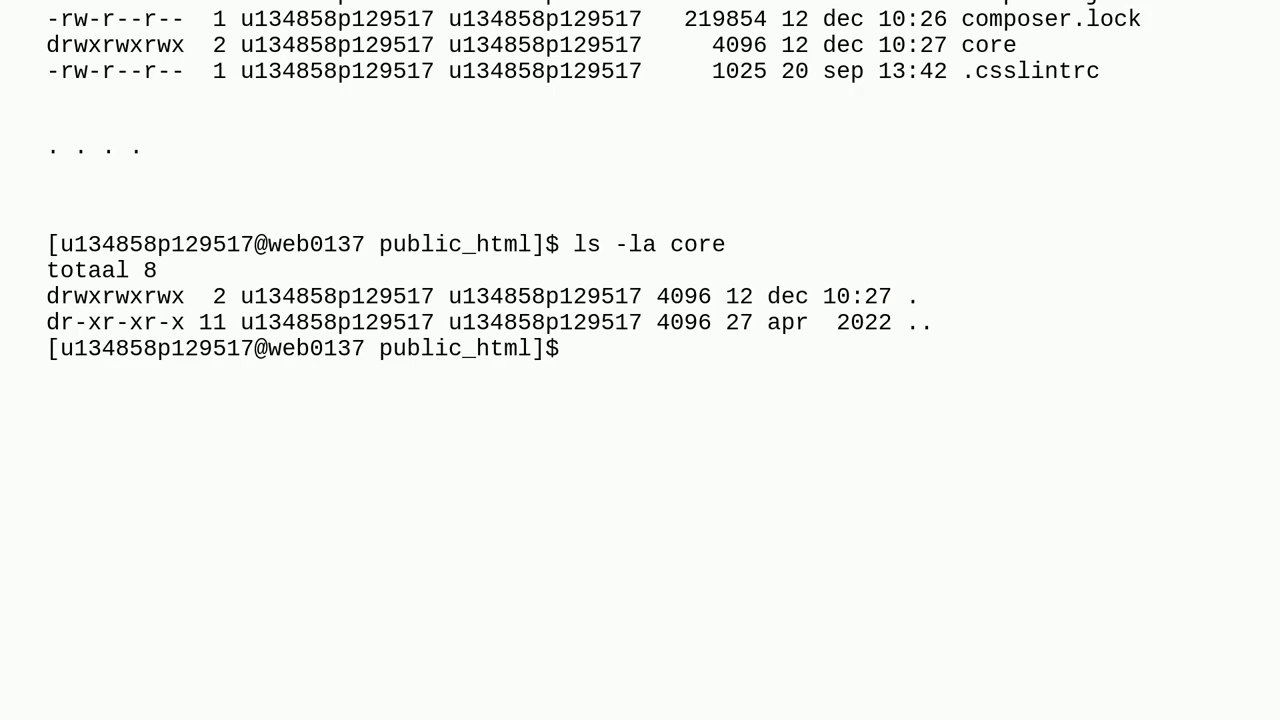 -rw-r--r--  1 u134858p129517 u134858p129517   219854 12 dec 10:26 composer.lock
drwxrwxrwx  2 u134858p129517 u134858p129517     4096 12 dec 10:27 core
-rw-r--r--  1 u134858p129517 u134858p129517     1025 20 sep 13:42 .csslintrc
. . . .
[u134858p129517@web0137 public_html]$ ls -la core
totaal 8
drwxrwxrwx  2 u134858p129517 u134858p129517 4096 12 dec 10:27 .
dr-xr-xr-x 11 u134858p129517 u134858p129517 4096 27 apr  2022 ..
[u134858p129517@web0137 public_html]$